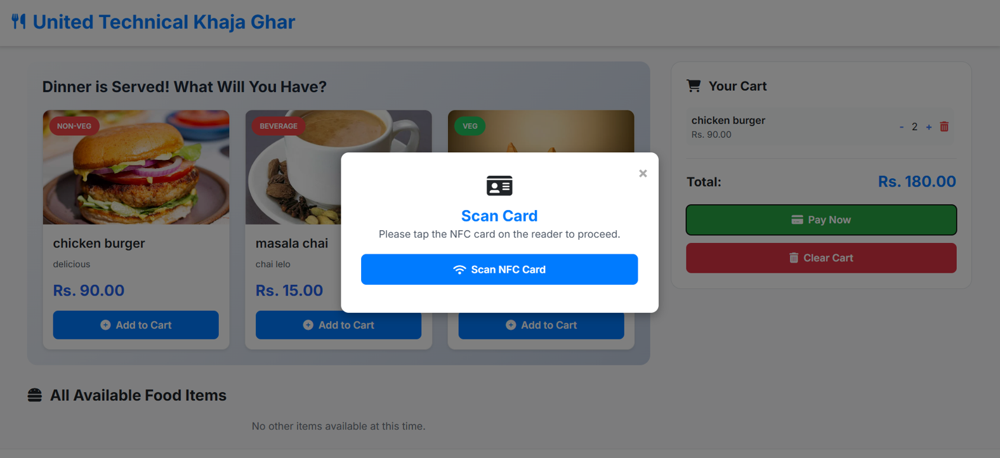 United Technical Khaja Ghar
Dinner is Served! What Will You Have?
NON-VEG
chicken burger
delicious
Rs. 90.00
Add to Cart
BEVERAGE
masala chai
chai lelo
Rs. 15.00
Add to Cart
VEG
Add to Cart
Scan Card
Please tap the NFC card on the reader to proceed.
Scan NFC Card
Your Cart
chicken burger
Rs. 90.00
- 2 +
Total: Rs. 180.00
Pay Now
Clear Cart
All Available Food Items
No other items available at this time.